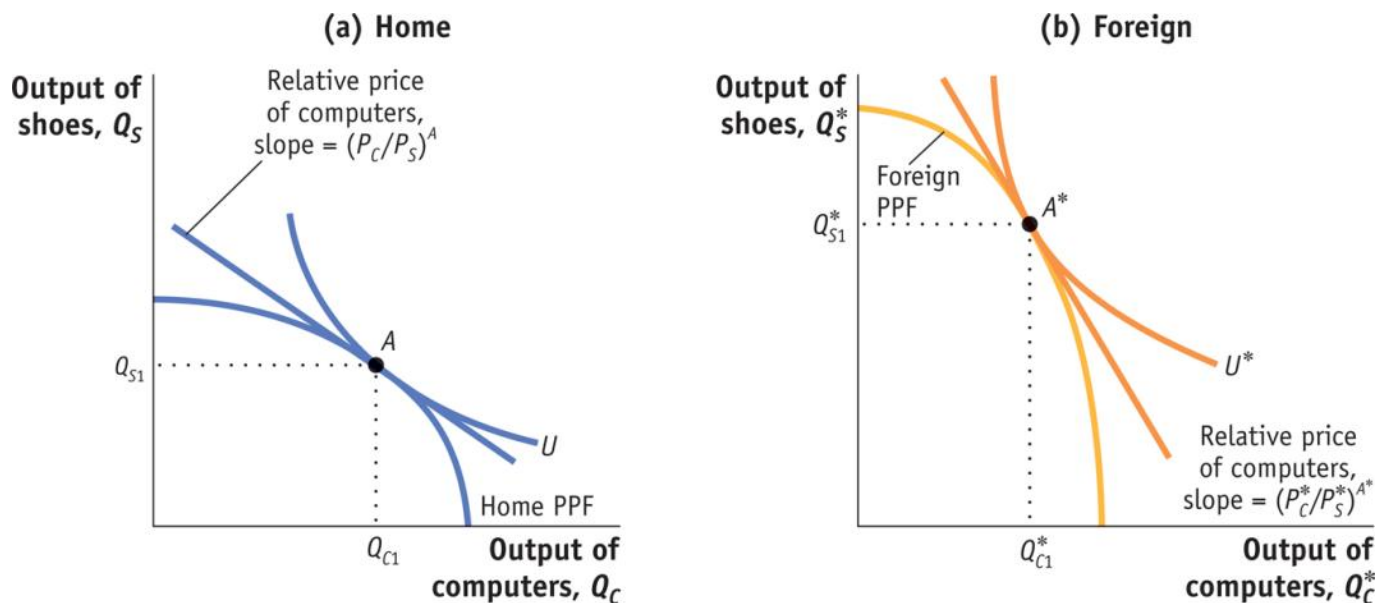 (a) Home
Output of
shoes, Q_S
Relative price
of computers,
slope = (P_C/P_S)^A
A
Q_S1
U
Home PPF
Q_C1
Output of
computers, Q_C
(b) Foreign
Output of
shoes, Q*_S
Foreign
PPF
A*
Q*_S1
U*
Relative price
of computers,
slope = (P*_C/P*_S)^A*
Q*_C1
Output of
computers, Q*_C